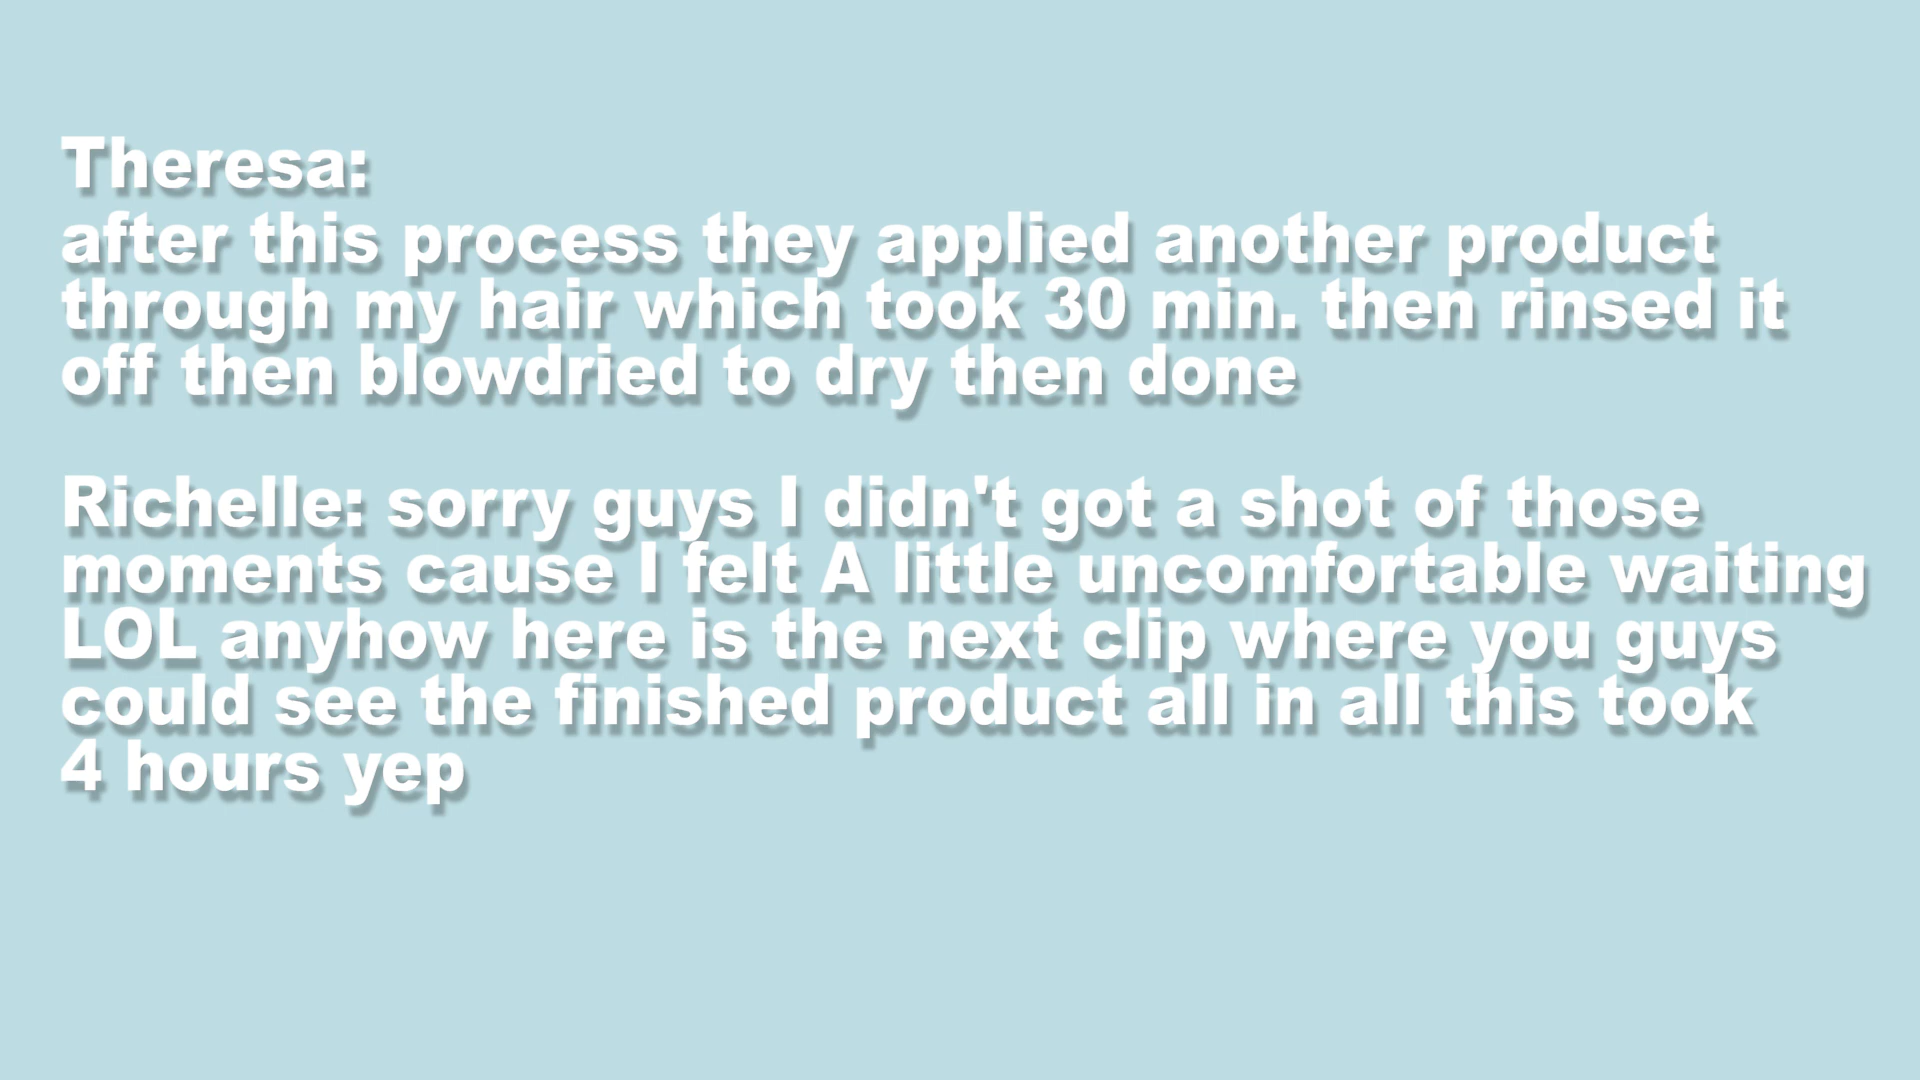 Theresa:
after this process they applied another product
through my hair which took 30 min. then rinsed it
off then blowdried to dry then done
Richelle: sorry guys I didn't got a shot of those
moments cause I felt A little uncomfortable waiting
LOL anyhow here is the next clip where you guys
could see the finished product all in all this took
4 hours yep